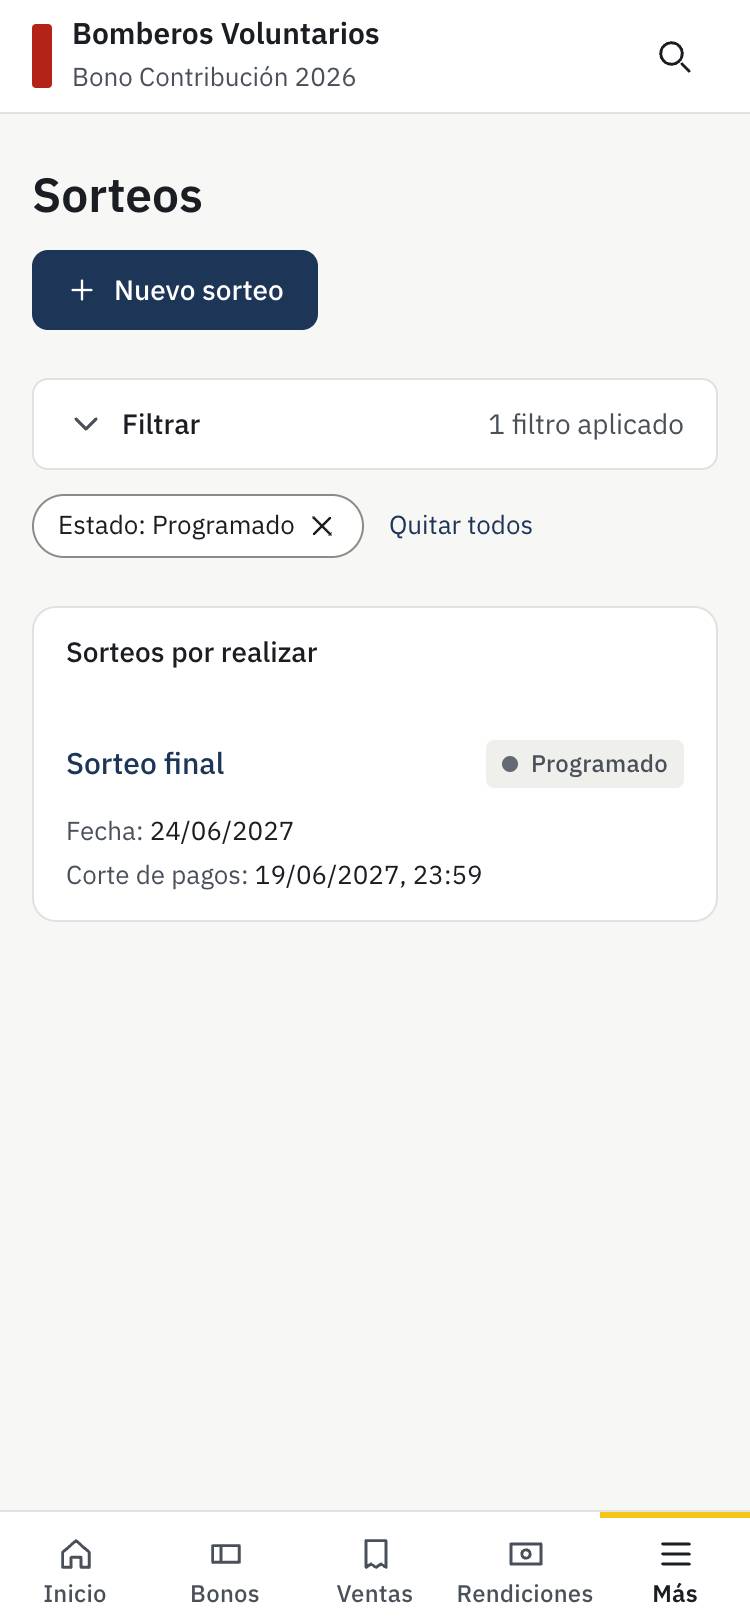 Bomberos Voluntarios
Bono Contribución 2026
Sorteos
Nuevo sorteo
Filtrar 1 filtro aplicado
Estado: Programado Quitar todos
Sorteos por realizar
Sorteo final Programado
Fecha: 24/06/2027
Corte de pagos: 19/06/2027, 23:59
Inicio Bonos Ventas Rendiciones Más